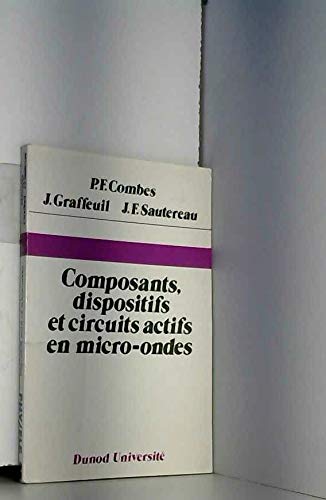 P.F. Combes
J. Graffeuil J.F. Sautereau
Composants,
dispositifs
et circuits actifs
en micro-ondes
Dunod Université